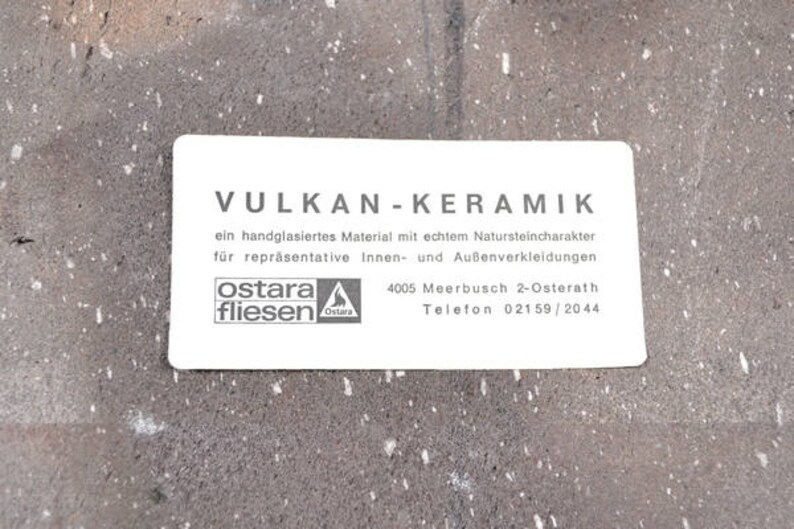 VULKAN-KERAMIK
ein handglasiertes Material mit echtem Natursteincharakter
für repräsentative Innen- und Außenverkleidungen
ostara
fliesen
Ostara
4005 Meerbusch 2-Osterath
Telefon 02159/2044